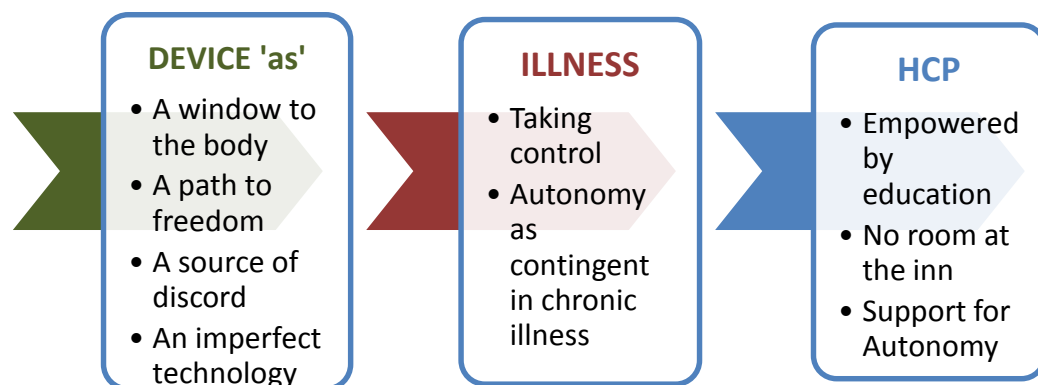 DEVICE 'as'
• A window to
the body
• A path to
freedom
• A source of
discord
• An imperfect
technology
ILLNESS
• Taking
control
• Autonomy
as
contingent
in chronic
illness
HCP
• Empowered
by
education
• No room at
the inn
• Support for
Autonomy